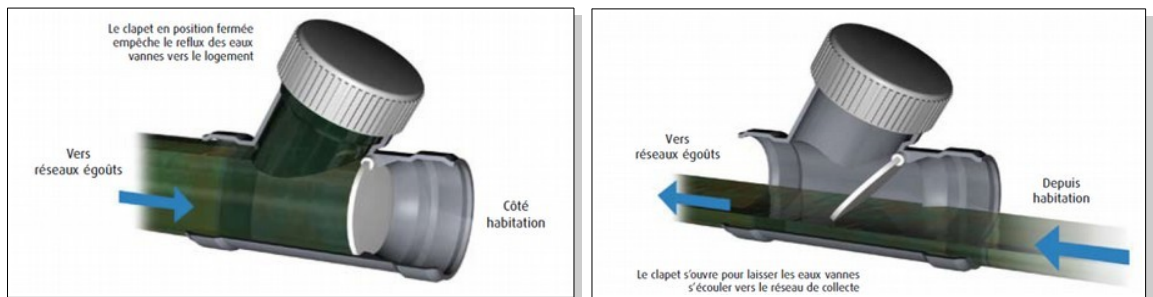 Le clapet en position fermée
empêche le reflux des eaux
vannes vers le logement
Vers
réseaux égoûts
Côté
habitation
Vers
réseaux égoûts
Depuis
habitation
Le clapet s'ouvre pour laisser les eaux vannes
s'écouler vers le réseau de collecte